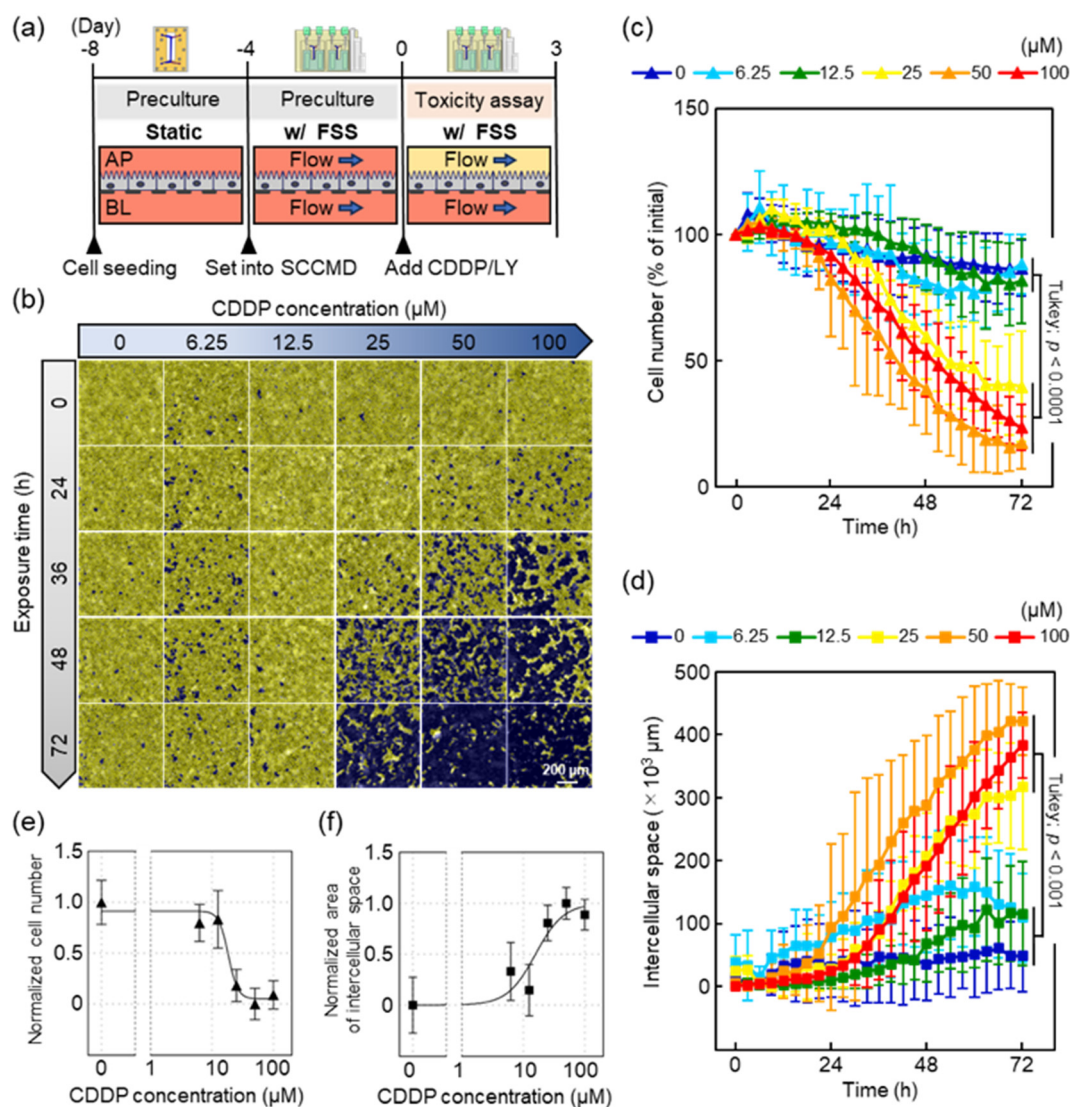 (a)
(Day)
-8 -4 0 3
Preculture Preculture Toxicity assay
Static w/ FSS w/ FSS
AP Flow Flow
BL Flow Flow
Cell seeding Set into SCCMD Add CDDP/LY
(b)
CDDP concentration (µM)
0 6.25 12.5 25 50 100
Exposure time (h)
0
24
36
48
72
200 µm
(c)
(µM)
0 6.25 12.5 25 50 100
Cell number (% of initial)
150
100
50
0
0 24 48 72
Time (h)
Tukey; p < 0.0001
(d)
(µM)
0 6.25 12.5 25 50 100
Intercellular space (× 10³ µm)
500
400
300
200
100
0
0 24 48 72
Time (h)
Tukey; p < 0.001
(e)
Normalized cell number
1.5
1.0
0.5
0
0 1 10 100
CDDP concentration (µM)
(f)
Normalized area
of intercellular space
1.5
1.0
0.5
0
0 1 10 100
CDDP concentration (µM)